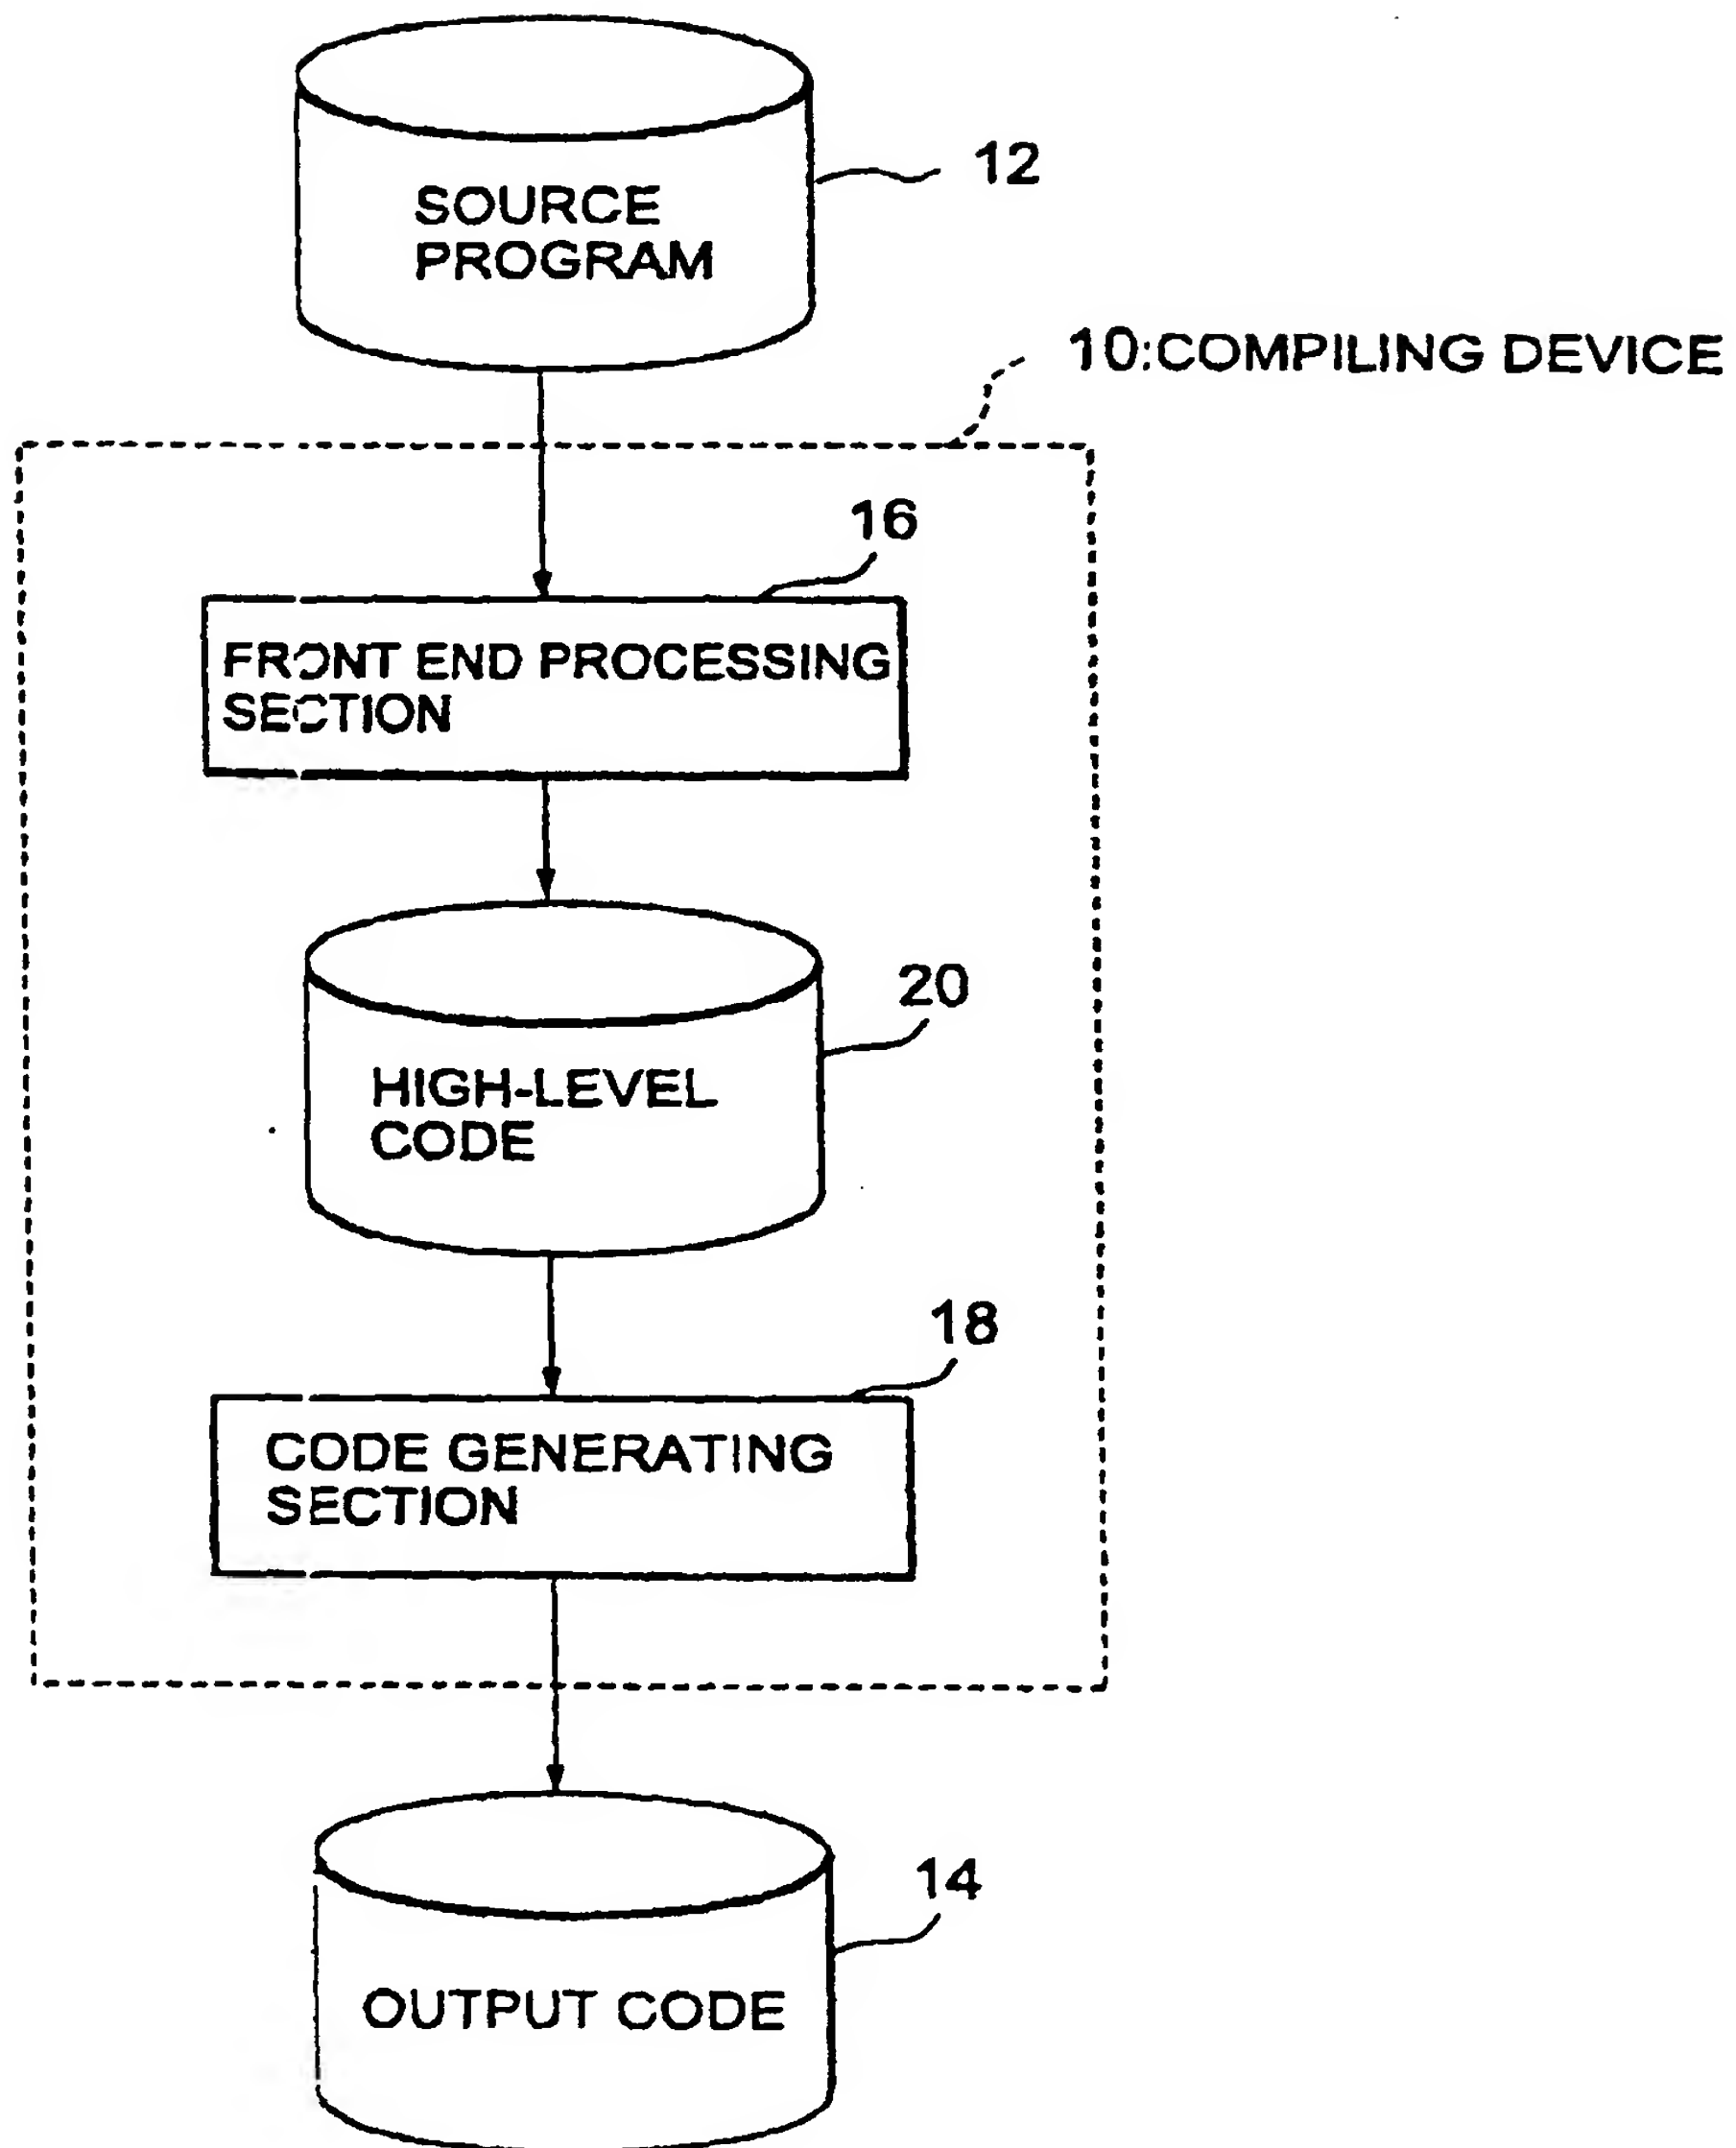 12
SOURCE
PROGRAM
10:COMPILING DEVICE
16
FRONT END PROCESSING
SECTION
20
HIGH-LEVEL
CODE
18
CODE GENERATING
SECTION
14
OUTPUT CODE